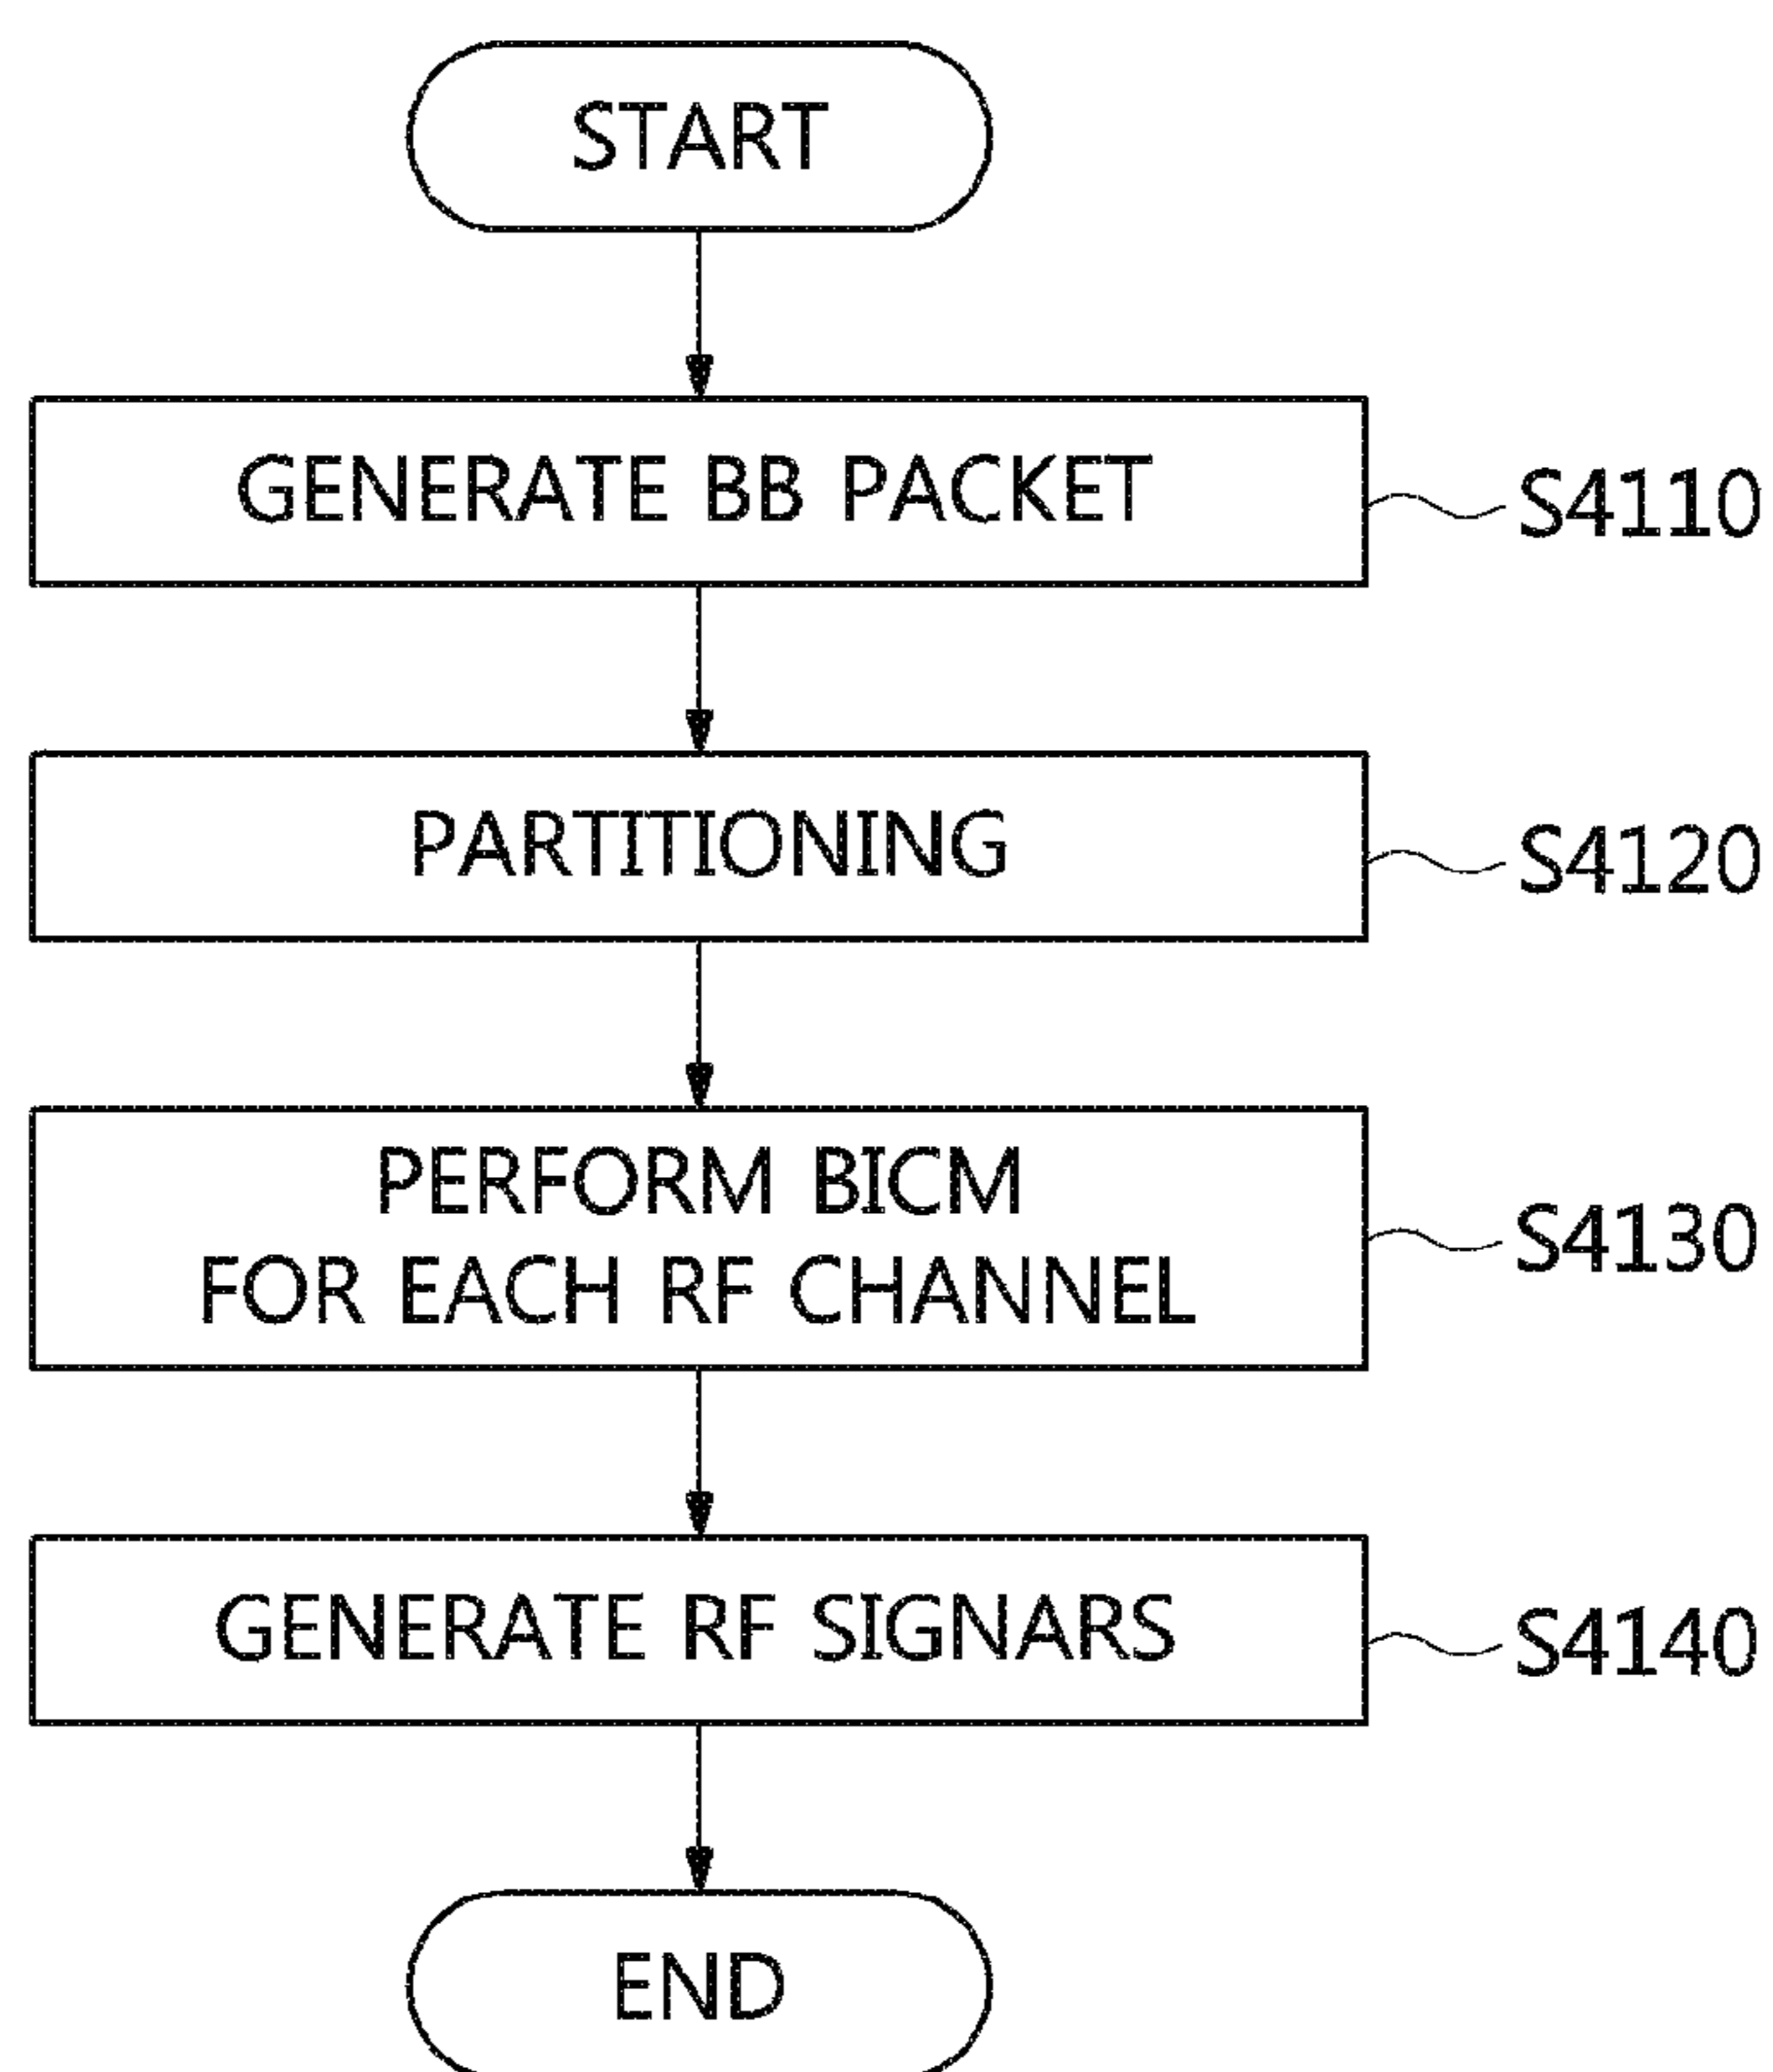 START
GENERATE BB PACKET
S4110
PARTITIONING
S4120
PERFORM BICM
FOR EACH RF CHANNEL
S4130
GENERATE RF SIGNARS
S4140
END